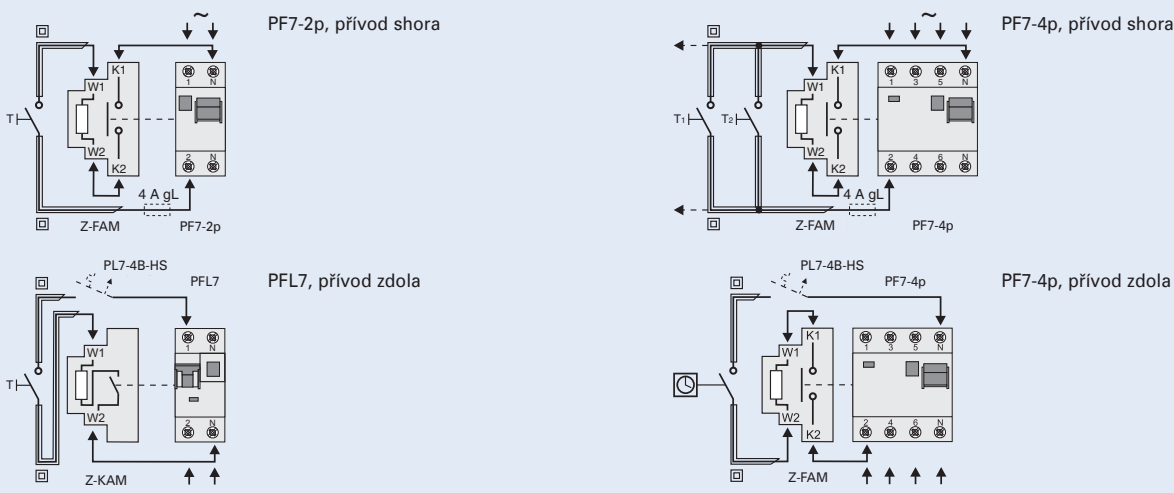 PF7-2p, přívod shora
~
K1
W1
1 N
T
W2
2 N
K2
4 A gL
Z-FAM
PF7-2p
PF7-4p, přívod shora
~
K1
W1
1 3 5 N
T1
T2
W2
2 4 6 N
K2
4 A gL
Z-FAM
PF7-4p
PFL7, přívod zdola
PL7-4B-HS
PFL7
W1
1 N
T
W2
2 N
Z-KAM
PF7-4p, přívod zdola
PL7-4B-HS
PF7-4p
K1
W1
1 3 5 N
W2
2 4 6 N
K2
Z-FAM